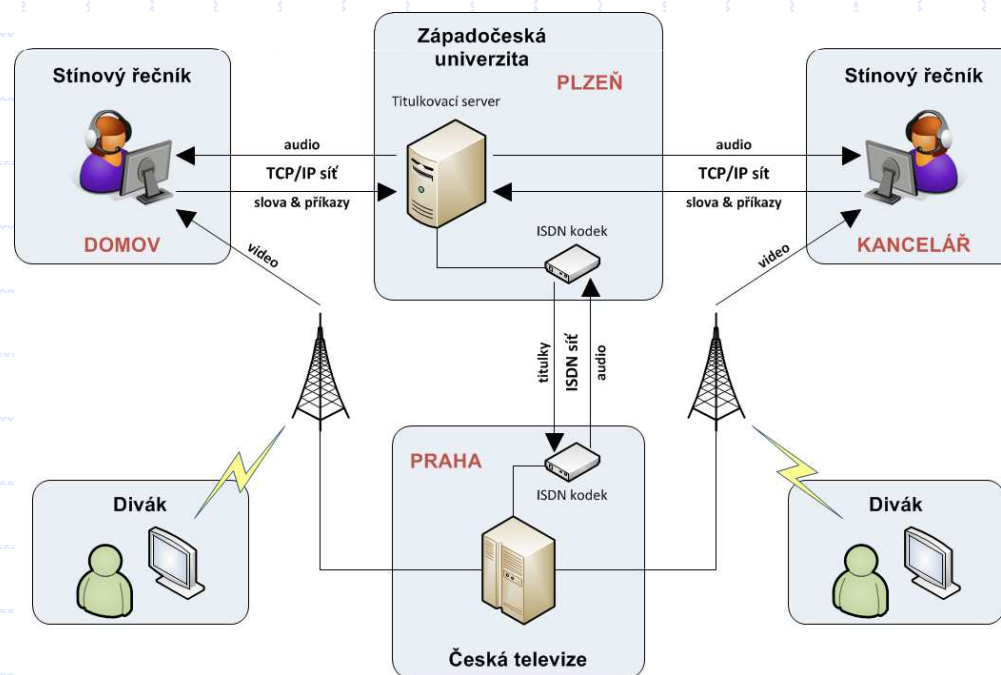 Západočeská
univerzita
PLZEŇ
Titulkovací server
ISDN kodek
Stínový řečník
DOMOV
audio
TCP/IP síť
slova & příkazy
video
Stínový řečník
KANCELÁŘ
audio
TCP/IP sít
slova & příkazy
video
titulky
ISDN síť
audio
PRAHA
ISDN kodek
Česká televize
Divák
Divák